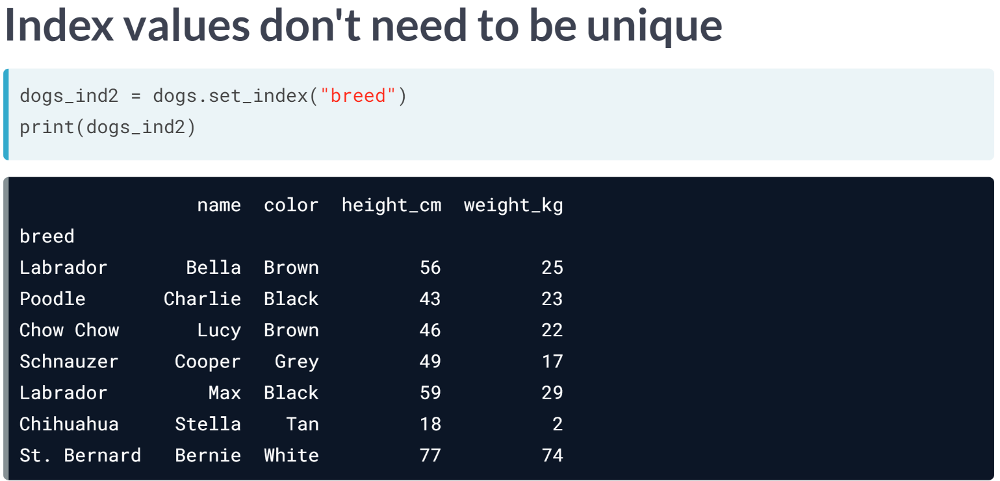 Index values don't need to be unique
dogs_ind2 = dogs.set_index("breed")
print(dogs_ind2)
                name  color  height_cm  weight_kg
breed
Labrador       Bella  Brown         56         25
Poodle       Charlie  Black         43         23
Chow Chow       Lucy  Brown         46         22
Schnauzer     Cooper   Grey         49         17
Labrador         Max  Black         59         29
Chihuahua     Stella    Tan         18          2
St. Bernard   Bernie  White         77         74